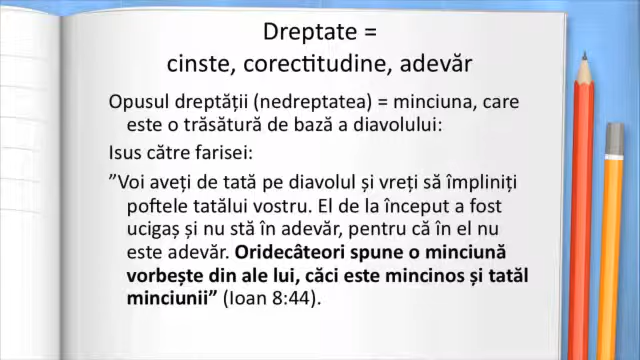 Dreptate =
cinste, corectitudine, adevăr
Opusul dreptății (nedreptatea) = minciuna, care
este o trăsătură de bază a diavolului:
Isus către farisei:
”Voi aveți de tată pe diavolul și vreți să împliniți
poftele tatălui vostru. El de la început a fost
ucigaș și nu stă în adevăr, pentru că în el nu
este adevăr. Oridecâteori spune o minciună
vorbește din ale lui, căci este mincinos și tatăl
minciunii” (Ioan 8:44).